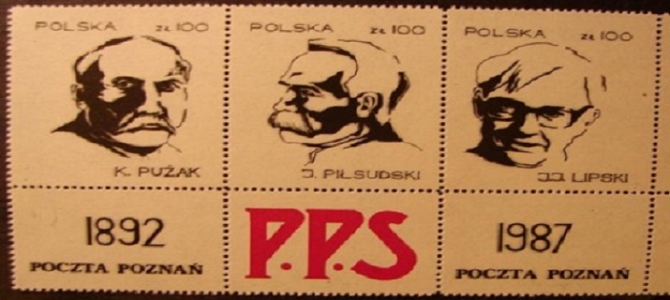 POLSKA zł 100
K. PUŻAK
POLSKA zł 100
J. PIŁSUDSKI
POLSKA zł 100
J.J. LIPSKI
1892
POCZTA POZNAŃ
P.P.S
1987
POCZTA POZNAŃ